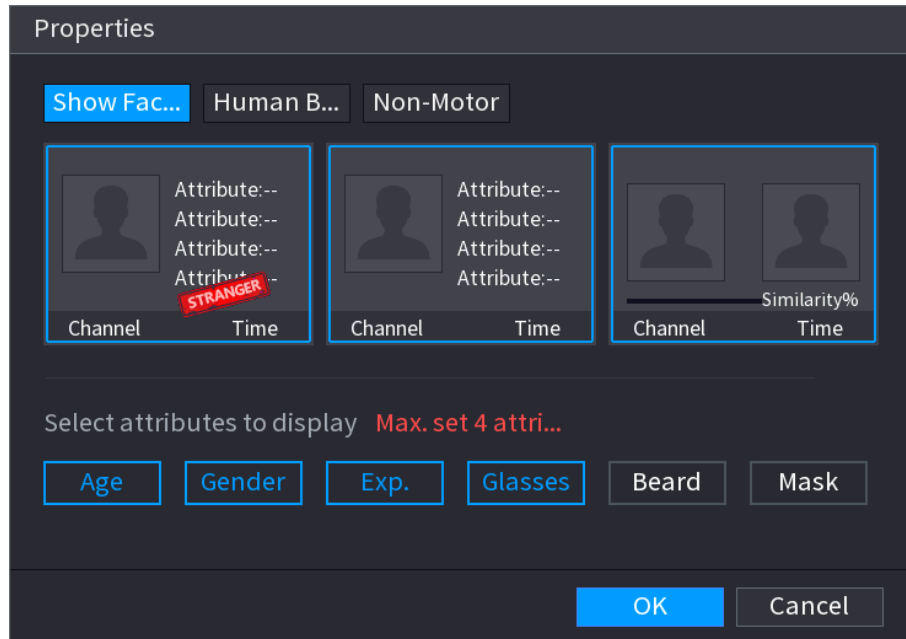 Properties
Show Fac... Human B... Non-Motor
Attribute:-- Attribute:--
Attribute:-- Attribute:--
Attribute:-- Attribute:--
Attribute:--
STRANGER
Similarity%
Channel Time Channel Time Channel Time
Select attributes to display Max. set 4 attri...
Age Gender Exp. Glasses Beard Mask
OK Cancel